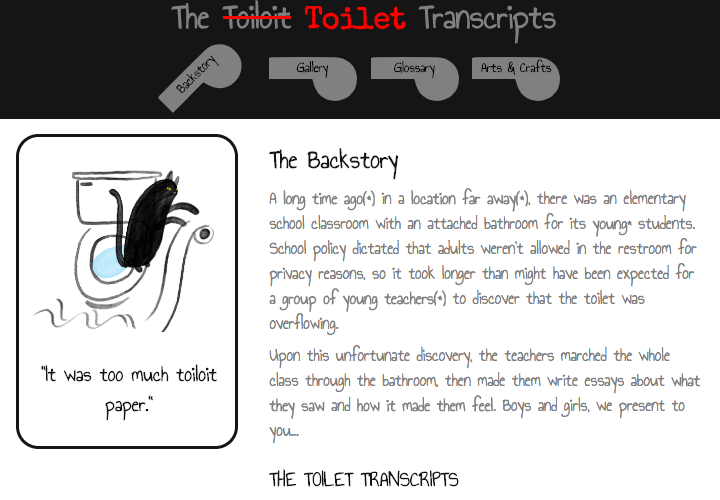 The Toiloit Toilet Transcripts
Backstory
Gallery
Glossary
Arts & Crafts
"It was too much toiloit
paper."
The Backstory
A long time ago(*) in a location far away(*), there was an elementary
school classroom with an attached bathroom for its young* students.
School policy dictated that adults weren't allowed in the restroom for
privacy reasons, so it took longer than might have been expected for
a group of young teachers(*) to discover that the toilet was
overflowing.
Upon this unfortunate discovery, the teachers marched the whole
class through the bathroom, then made them write essays about what
they saw and how it made them feel. Boys and girls, we present to
you...
THE TOILET TRANSCRIPTS